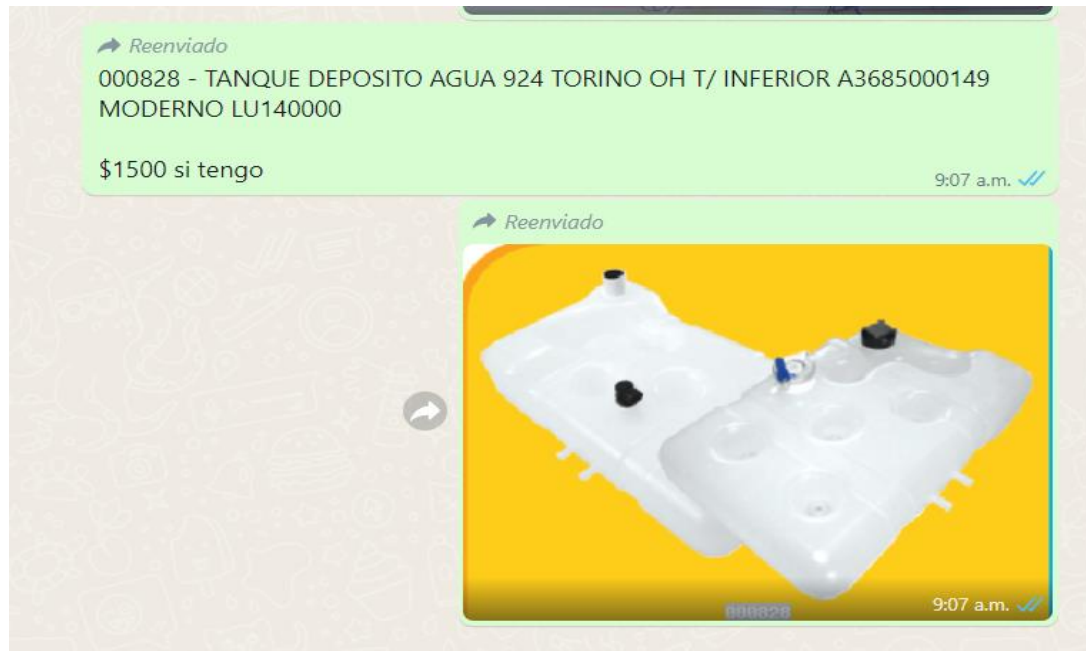 Reenviado
000828 - TANQUE DEPOSITO AGUA 924 TORINO OH T/ INFERIOR A3685000149
MODERNO LU140000
$1500 si tengo
9:07 a.m.
Reenviado
000828
9:07 a.m.